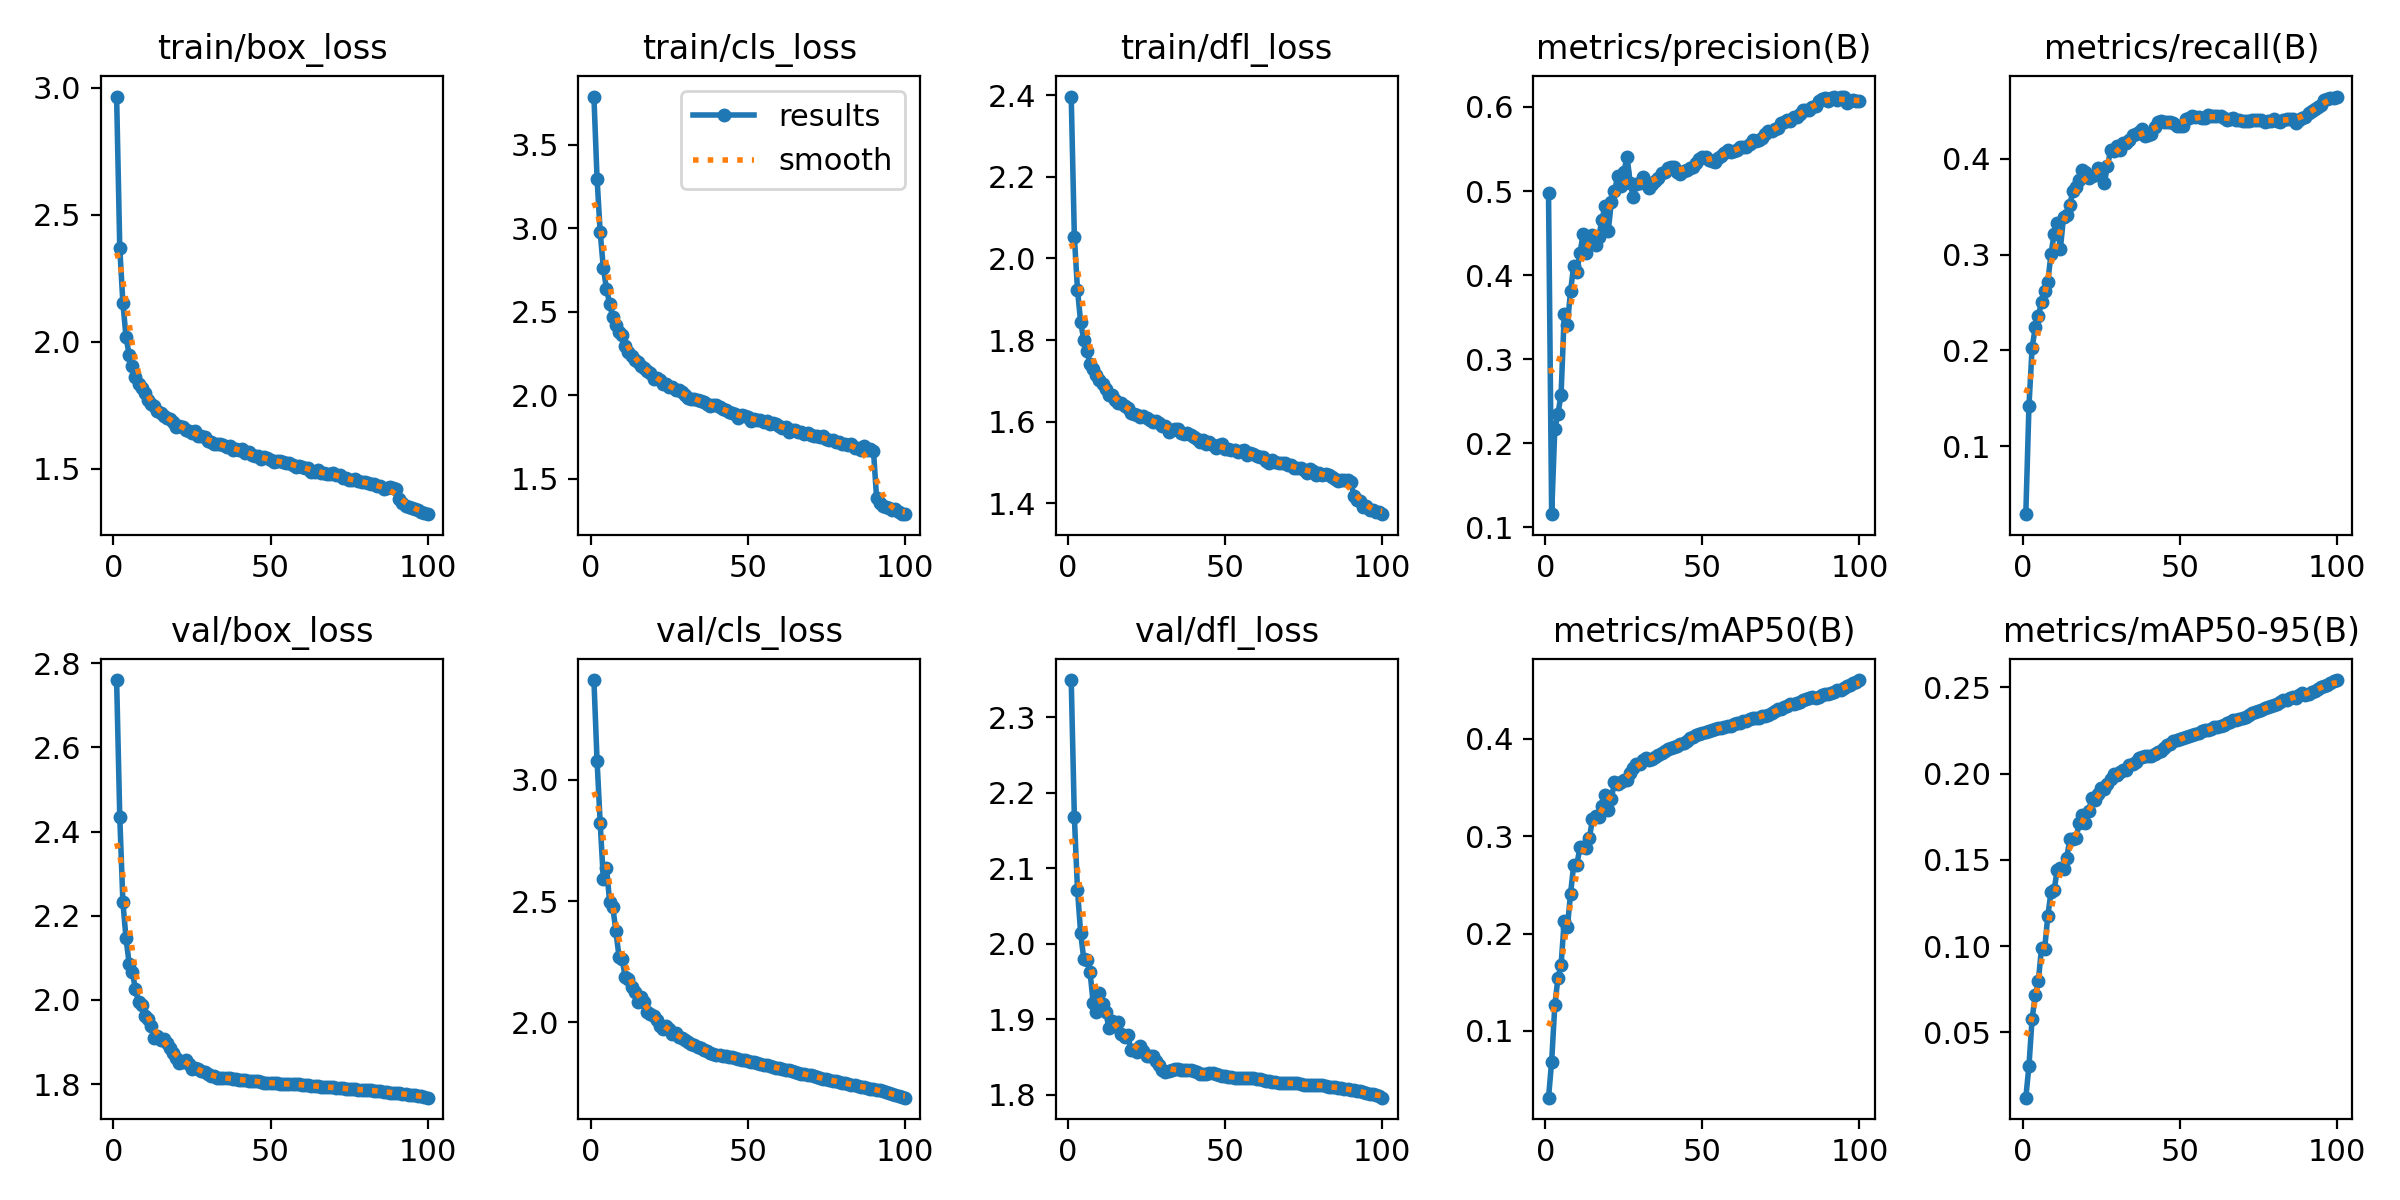 train/box_loss
3.0
2.5
2.0
1.5
0 50 100
train/cls_loss
results
smooth
3.5
3.0
2.5
2.0
1.5
0 50 100
train/dfl_loss
2.4
2.2
2.0
1.8
1.6
1.4
0 50 100
metrics/precision(B)
0.6
0.5
0.4
0.3
0.2
0.1
0 50 100
metrics/recall(B)
0.4
0.3
0.2
0.1
0 50 100
val/box_loss
2.8
2.6
2.4
2.2
2.0
1.8
0 50 100
val/cls_loss
3.0
2.5
2.0
0 50 100
val/dfl_loss
2.3
2.2
2.1
2.0
1.9
1.8
0 50 100
metrics/mAP50(B)
0.4
0.3
0.2
0.1
0 50 100
metrics/mAP50-95(B)
0.25
0.20
0.15
0.10
0.05
0 50 100